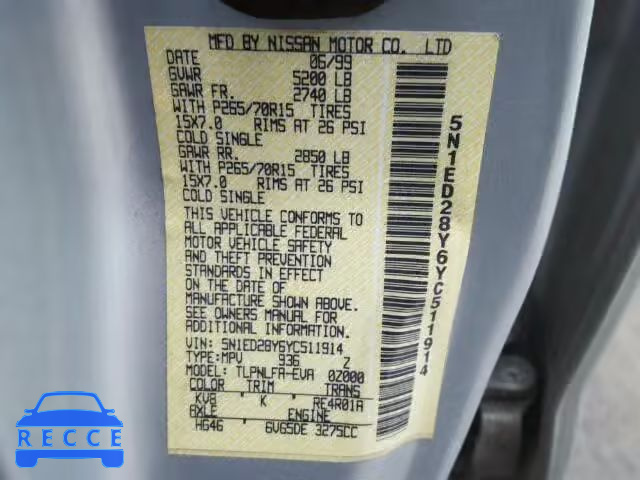 MFD BY NISSAN MOTOR CO. LTD
DATE 06/99
GVWR 5200 LB
GAWR FR. 2740 LB
WITH P265/70R15 TIRES
15X7.0 RIMS AT 26 PSI
COLD SINGLE
GAWR RR. 2850 LB
WITH P265/70R15 TIRES
15X7.0 RIMS AT 26 PSI
COLD SINGLE
THIS VEHICLE CONFORMS TO
ALL APPLICABLE FEDERAL
MOTOR VEHICLE SAFETY
AND THEFT PREVENTION
STANDARDS IN EFFECT
ON THE DATE OF
MANUFACTURE SHOWN ABOVE.
SEE OWNERS MANUAL FOR
ADDITIONAL INFORMATION.
VIN: 5N1ED28Y6YC511914
TYPE: MPV 936 Z
MODEL: TLPNLFA-EVA 0Z000
COLOR TRIM TRANS
KV8 K RE4R01A
AXLE ENGINE
HG46 6VG5DE 3275CC
5N1ED28Y6YC511914
RECCE